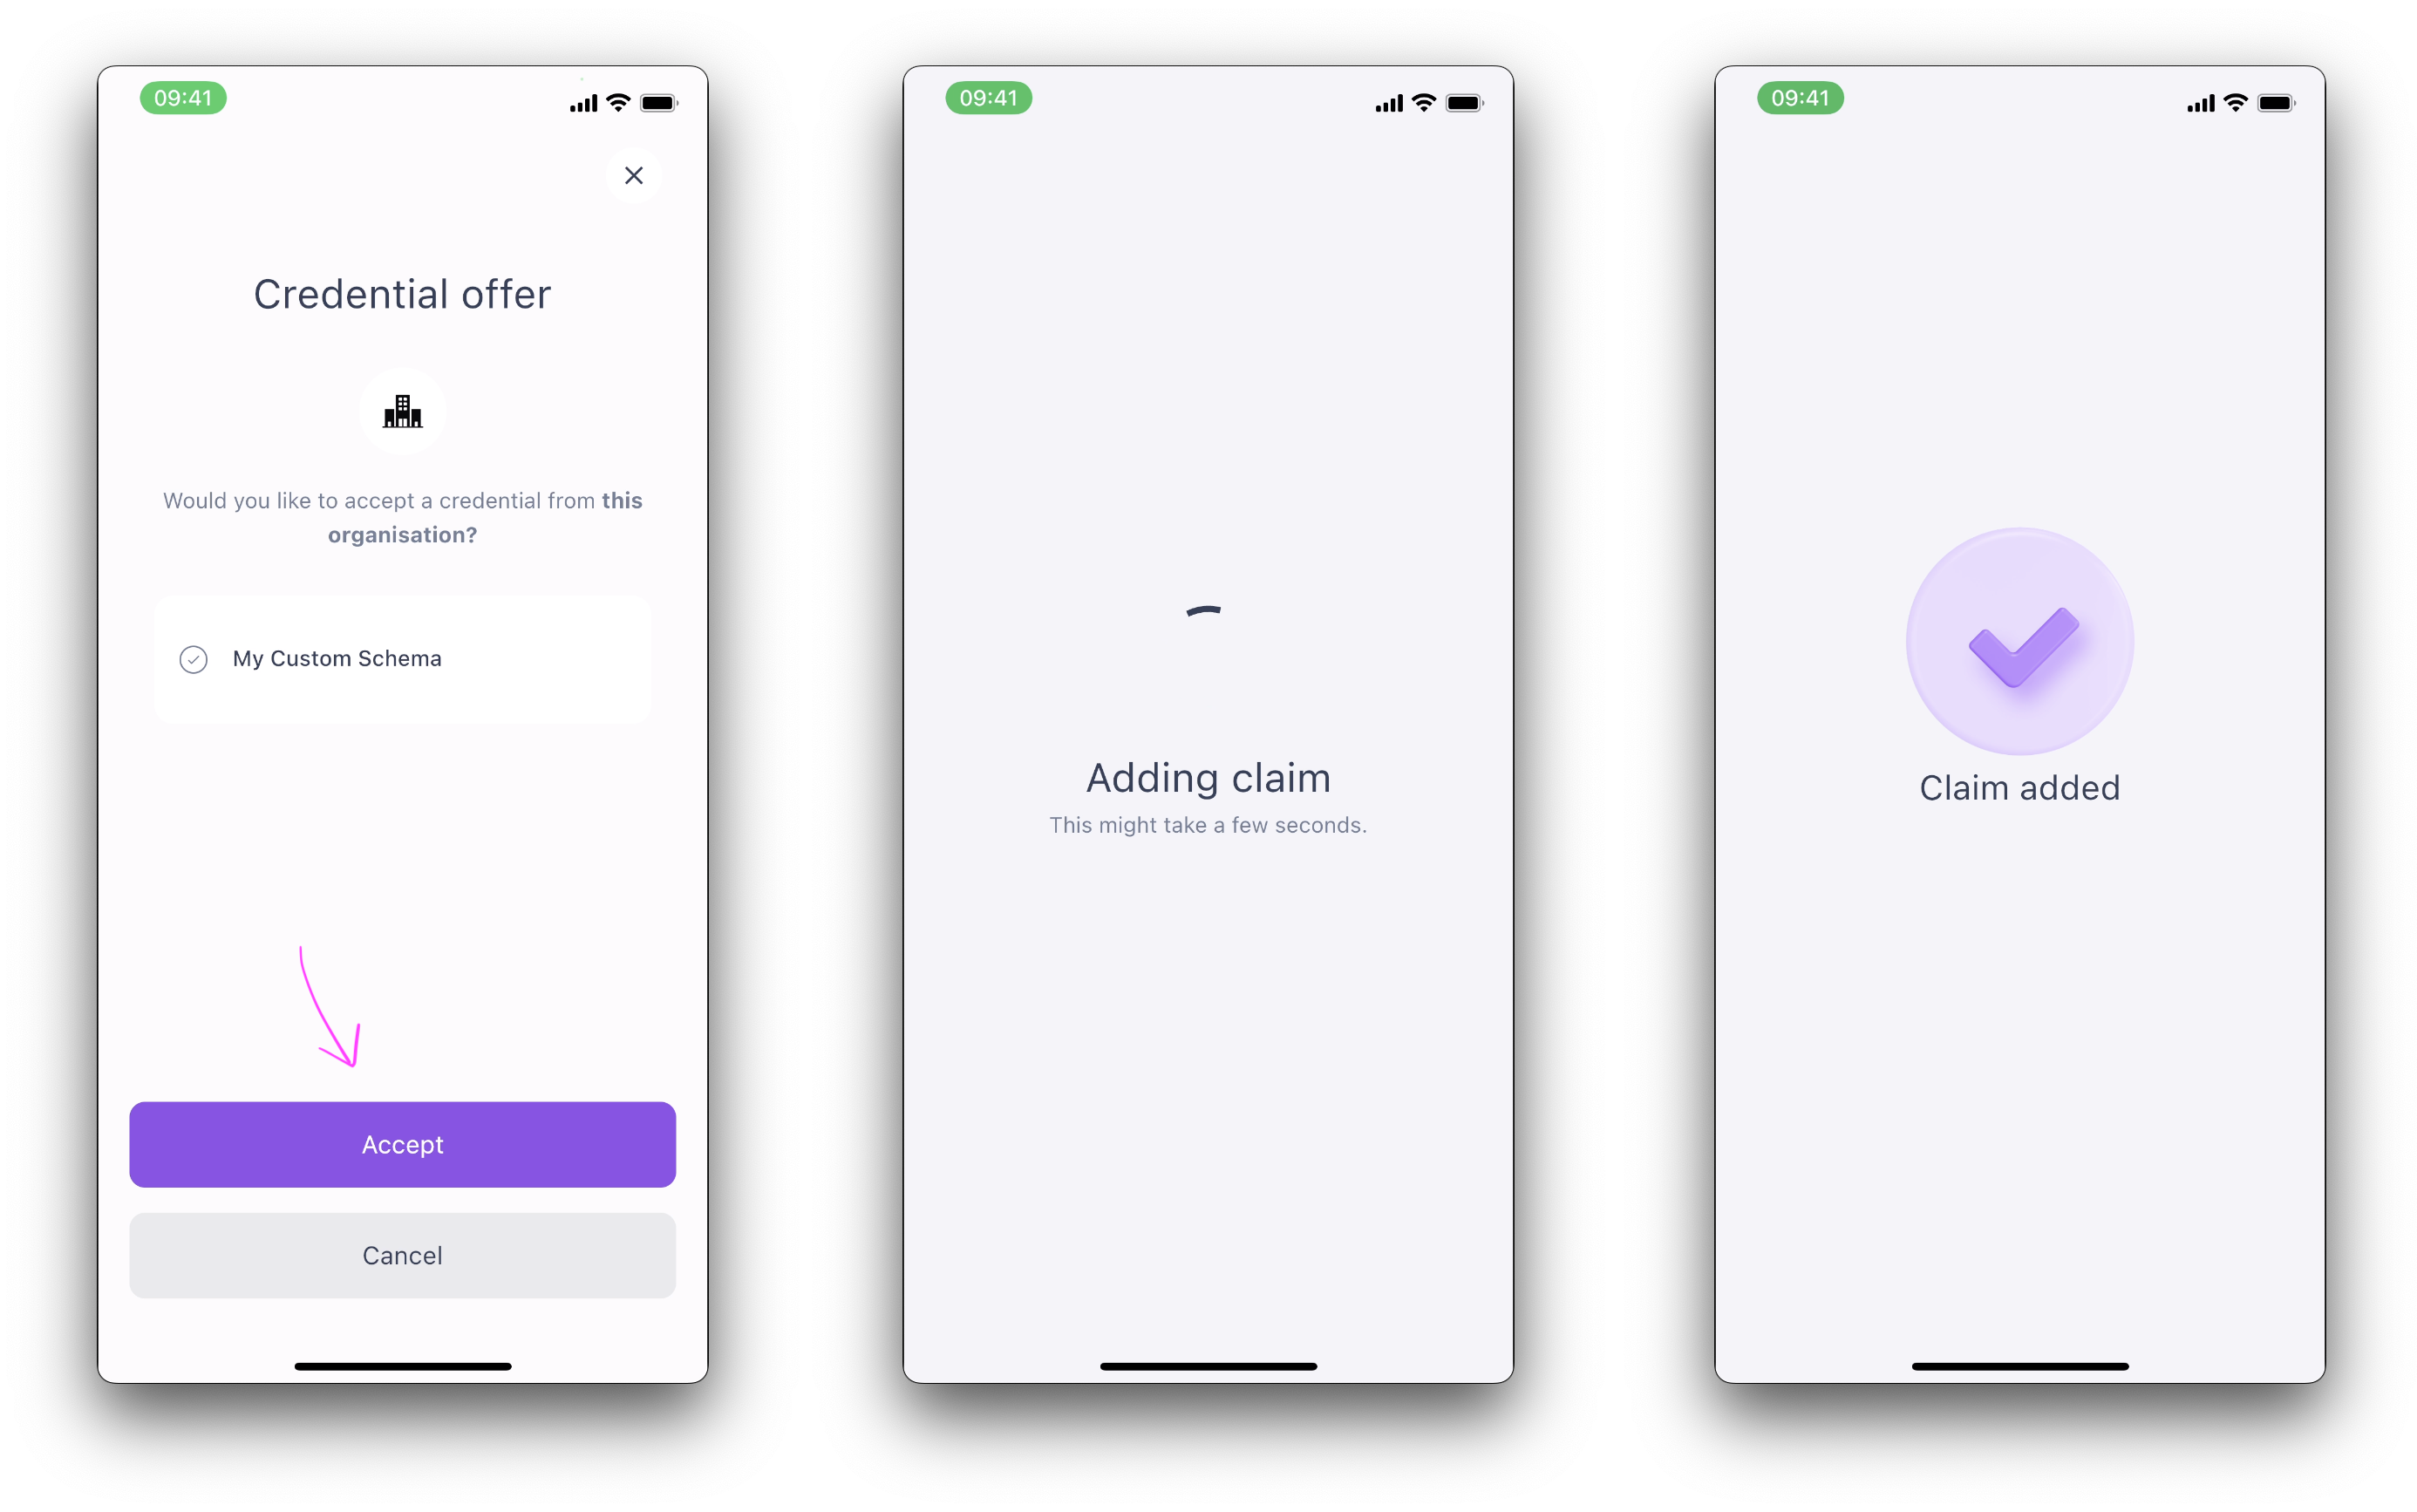 09:41
Credential offer
Would you like to accept a credential from this
organisation?
My Custom Schema
Accept
Cancel
09:41
Adding claim
This might take a few seconds.
09:41
Claim added